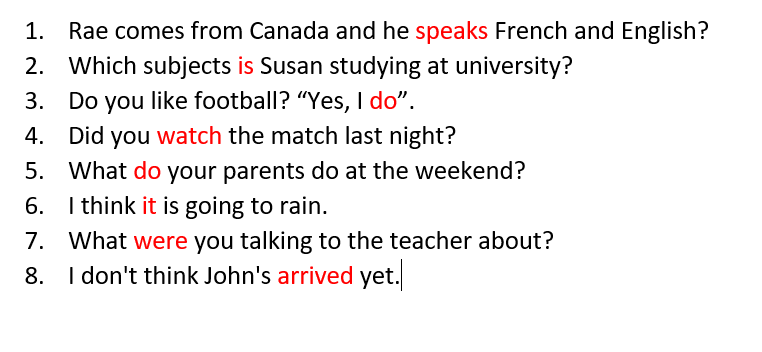 1. Rae comes from Canada and he speaks French and English?
2. Which subjects is Susan studying at university?
3. Do you like football? “Yes, I do”.
4. Did you watch the match last night?
5. What do your parents do at the weekend?
6. I think it is going to rain.
7. What were you talking to the teacher about?
8. I don't think John's arrived yet.